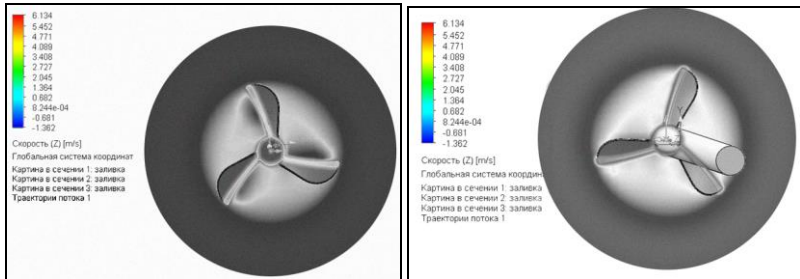 6.134
5.452
4.771
4.089
3.408
2.727
2.045
1.364
0.682
8.244e-04
-0.681
-1.362
Скорость (Z) [m/s]
Глобальная система координат
Картина в сечении 1: заливка
Картина в сечении 2: заливка
Картина в сечении 3: заливка
Траектории потока 1
6.134
5.452
4.771
4.089
3.408
2.727
2.045
1.364
0.682
8.244e-04
-0.681
-1.362
Скорость (Z) [m/s]
Глобальная система координат
Картина в сечении 1: заливка
Картина в сечении 2: заливка
Картина в сечении 3: заливка
Траектории потока 1